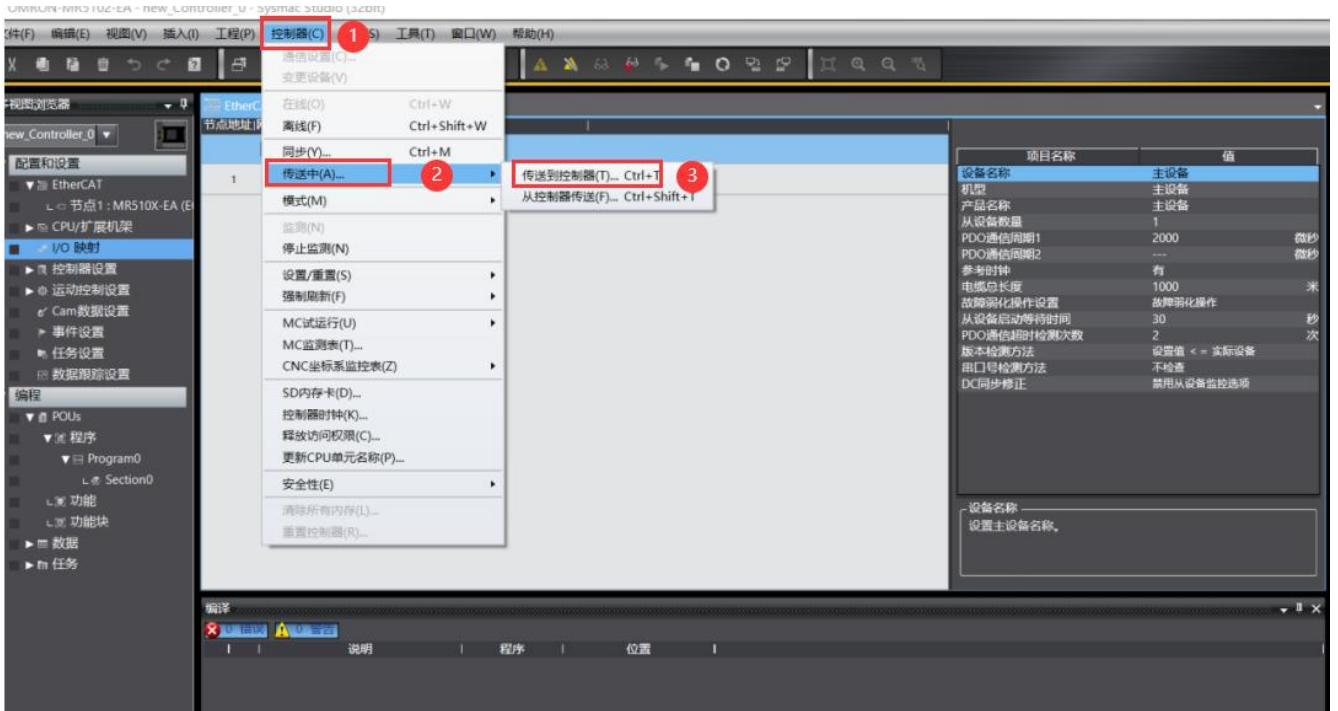 OMRON-MR5102-EA - new_Controller_0 - Sysmac Studio (32bit)
文件(F) 编辑(E) 视图(V) 插入(I) 工程(P) 控制器(C) 1 S) 工具(T) 窗口(W) 帮助(H)
通信设置(C)...
变更设备(V)
在线(O) Ctrl+W
离线(F) Ctrl+Shift+W
同步(Y)... Ctrl+M
传送中(A)... 2
传送到控制器(T)... Ctrl+T 3
从控制器传送(F)... Ctrl+Shift+T
模式(M)
监测(N)
停止监测(N)
设置/重置(S)
强制刷新(F)
MC试运行(U)
MC监测表(T)...
CNC坐标系监控表(Z)
SD内存卡(D)...
控制器时钟(K)...
释放访问权限(C)...
更新CPU单元名称(P)...
安全性(E)
清除所有内存(L)...
重置控制器(R)...
视图浏览器
new_Controller_0
配置和设置
EtherCAT
节点1 : MR510X-EA (E
CPU/扩展机架
I/O 映射
控制器设置
运动控制设置
Cam数据设置
事件设置
任务设置
数据跟踪设置
编程
POUs
程序
Program0
Section0
功能
功能块
数据
任务
EtherC
节点地址
1
项目名称 值
设备名称 主设备
机型 主设备
产品名称 主设备
从设备数量 1
PDO通信周期1 2000 微秒
PDO通信周期2 --- 微秒
参考时钟 有
电缆总长度 1000 米
故障弱化操作设置 故障弱化操作
从设备启动等待时间 30 秒
PDO通信超时检测次数 2 次
版本检测方法 设置值 <= 实际设备
串口号检测方法 不检查
DC同步修正 禁用从设备监控选项
设备名称
设置主设备名称。
编译
0 错误 0 警告
说明 程序 位置